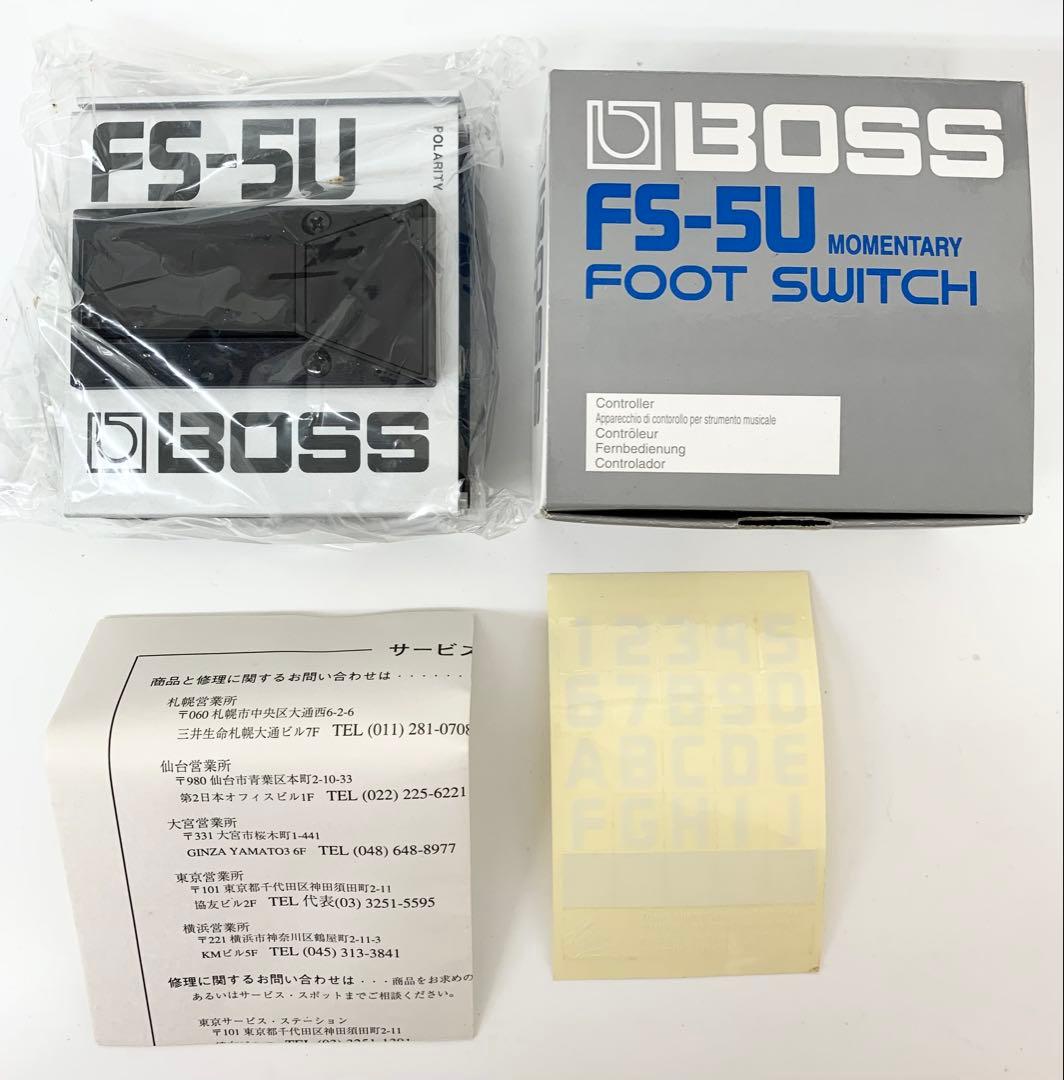 FS-5U
POLARITY
BOSS
BOSS
FS-5U MOMENTARY
FOOT SWITCH
Controller
Apparecchio di contorollo per strumento musicale
Contrôleur
Fernbedienung
Controlador
BOSS
サービス
商品と修理に関するお問い合わせは・・・・・・
札幌営業所
〒060 札幌市中央区大通西6-2-6
三井生命札幌大通ビル7F TEL (011) 281-0708
仙台営業所
〒980 仙台市青葉区本町2-10-33
第2日本オフィスビル1F TEL (022) 225-6221
大宮営業所
〒331 大宮市桜木町1-441
GINZA YAMATO3 6F TEL (048) 648-8977
東京営業所
〒101 東京都千代田区神田須田町2-11
協友ビル2F TEL 代表(03) 3251-5595
横浜営業所
〒221 横浜市神奈川区鶴屋町2-11-3
KMビル5F TEL (045) 313-3841
修理に関するお問い合わせは・・・商品をお求めの
あるいはサービス・スポットまでご相談ください。
東京サービス・ステーション
〒101 東京都千代田区神田須田町2-11
12345
67890
ABCDE
FGHIJ